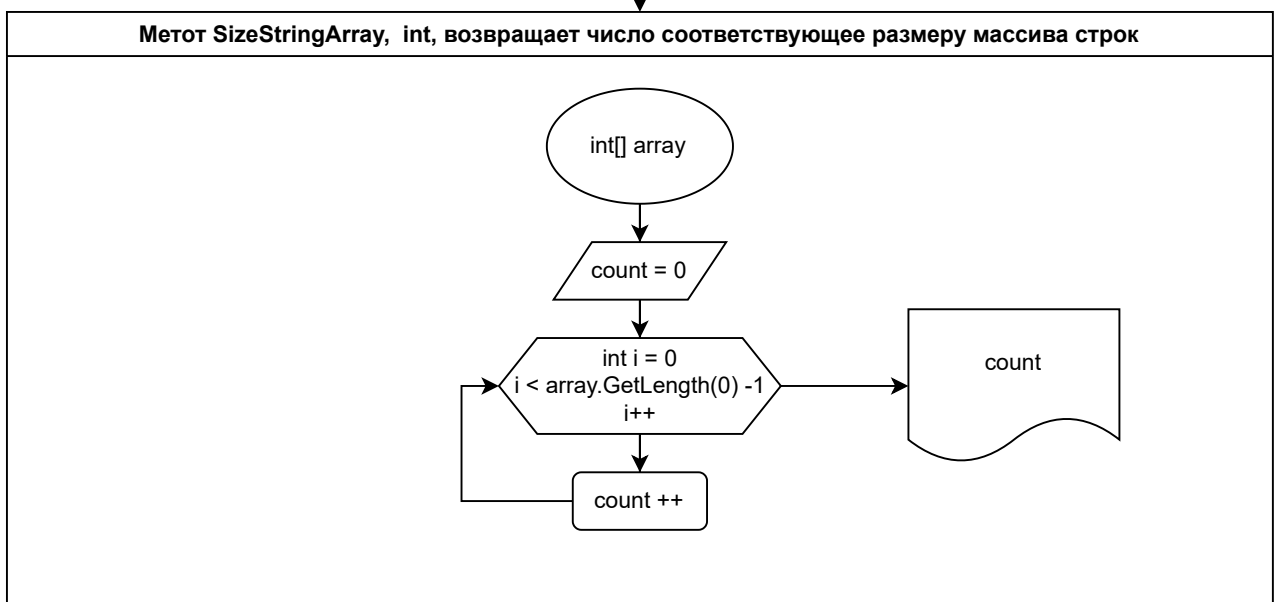 Метот SizeStringArray,  int, возвращает число соответствующее размеру массива строк
int[] array
count = 0
int i = 0
i < array.GetLength(0) -1
i++
count
count ++